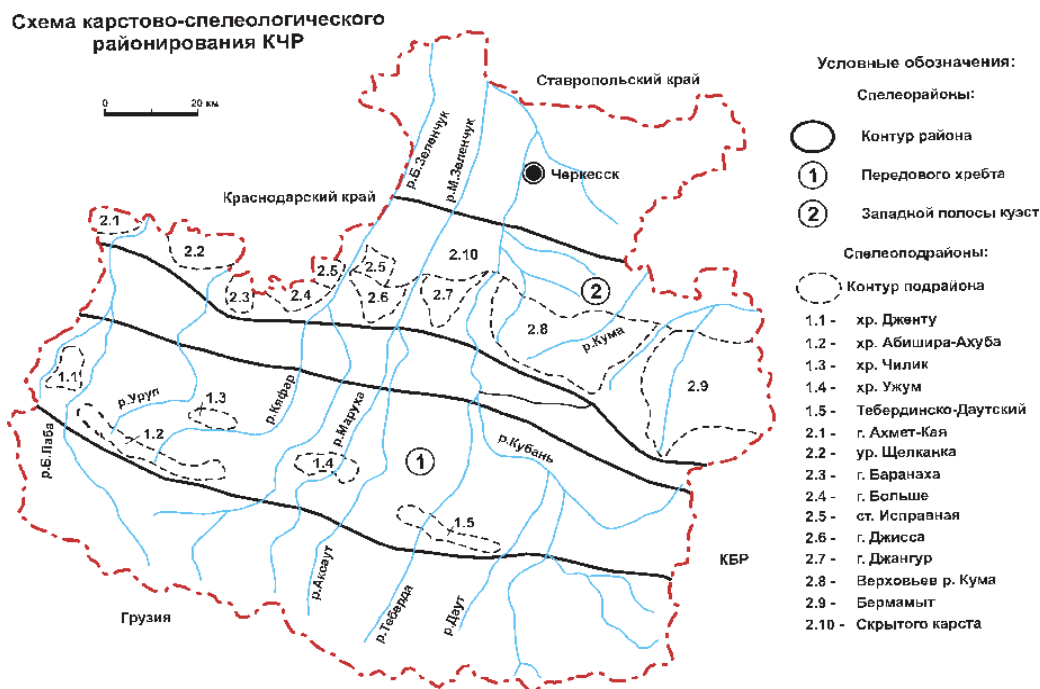 Схема карстово-спелеологического
районирования КЧР
0 20 км
Ставропольский край
Краснодарский край
Черкесск
р.Б.Зеленчук
р.М.Зеленчук
2.1
2.2
2.3
2.4
2.5
2.5
2.6
2.7
2.10
2
2.8
р.Кума
2.9
1.1
р.Уруп
1.3
1.2
р.Кяфар
р.Маруха
1.4
1
р.Кубань
1.5
р.Б.Лаба
р.Аксаут
р.Теберда
р.Даут
КБР
Грузия
Условные обозначения:
Спелеорайоны:
Контур района
1 Передового хребта
2 Западной полосы куэст
Спелеоподрайоны:
Контур подрайона
1.1 - хр. Дженту
1.2 - хр. Абишира-Ахуба
1.3 - хр. Чилик
1.4 - хр. Ужум
1.5 - Тебердинско-Даутский
2.1 - г. Ахмет-Кая
2.2 - ур. Щелканка
2.3 - г. Баранаха
2.4 - г. Больше
2.5 - ст. Исправная
2.6 - г. Джисса
2.7 - г. Джангур
2.8 - Верховьев р. Кума
2.9 - Бермамыт
2.10 - Скрытого карста